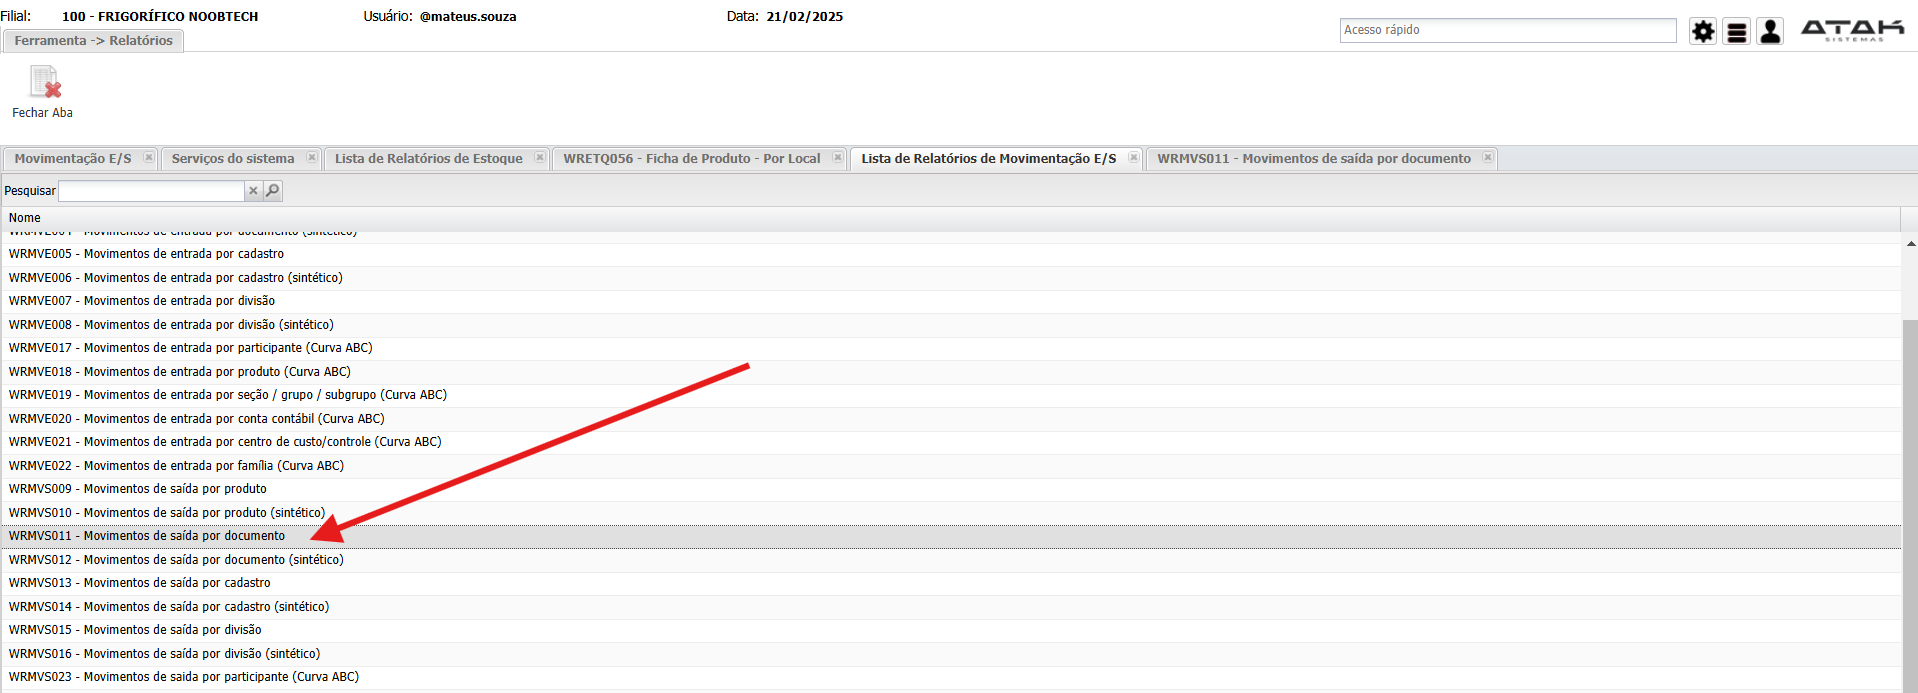 Filial: 100 - FRIGORÍFICO NOOBTECH Usuário: @mateus.souza Data: 21/02/2025
Acesso rápido
ATAK
SISTEMAS
Ferramenta -> Relatórios
Fechar Aba
Movimentação E/S Serviços do sistema Lista de Relatórios de Estoque WRETQ056 - Ficha de Produto - Por Local Lista de Relatórios de Movimentação E/S WRMVS011 - Movimentos de saída por documento
Pesquisar
Nome
WRMVE004 - Movimentos de entrada por documento (sintético)
WRMVE005 - Movimentos de entrada por cadastro
WRMVE006 - Movimentos de entrada por cadastro (sintético)
WRMVE007 - Movimentos de entrada por divisão
WRMVE008 - Movimentos de entrada por divisão (sintético)
WRMVE017 - Movimentos de entrada por participante (Curva ABC)
WRMVE018 - Movimentos de entrada por produto (Curva ABC)
WRMVE019 - Movimentos de entrada por seção / grupo / subgrupo (Curva ABC)
WRMVE020 - Movimentos de entrada por conta contábil (Curva ABC)
WRMVE021 - Movimentos de entrada por centro de custo/controle (Curva ABC)
WRMVE022 - Movimentos de entrada por família (Curva ABC)
WRMVS009 - Movimentos de saída por produto
WRMVS010 - Movimentos de saída por produto (sintético)
WRMVS011 - Movimentos de saída por documento
WRMVS012 - Movimentos de saída por documento (sintético)
WRMVS013 - Movimentos de saída por cadastro
WRMVS014 - Movimentos de saída por cadastro (sintético)
WRMVS015 - Movimentos de saída por divisão
WRMVS016 - Movimentos de saída por divisão (sintético)
WRMVS023 - Movimentos de saida por participante (Curva ABC)